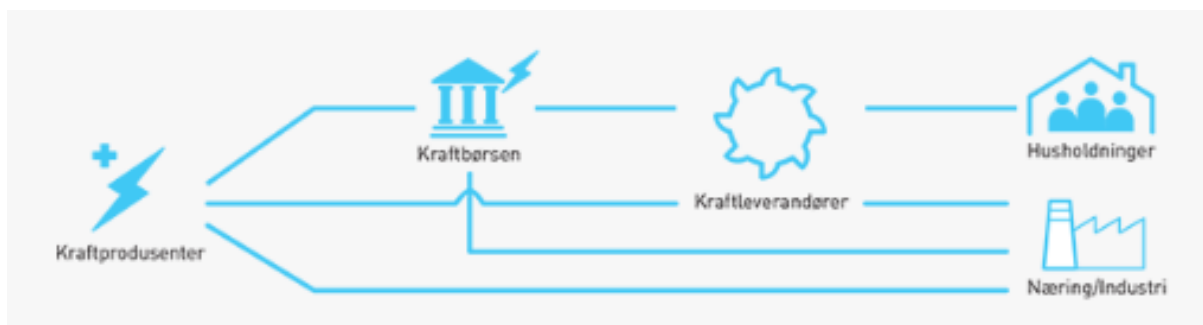 Kraftbørsen
Husholdninger
Kraftleverandører
Kraftprodusenter
Næring/Industri